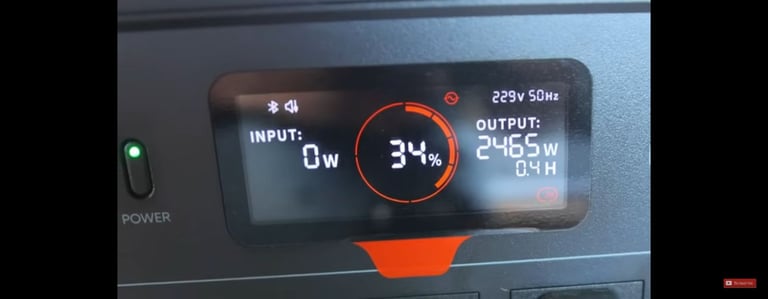 229V 50Hz
INPUT:
0W
34%
OUTPUT:
2465W
0.4H
POWER